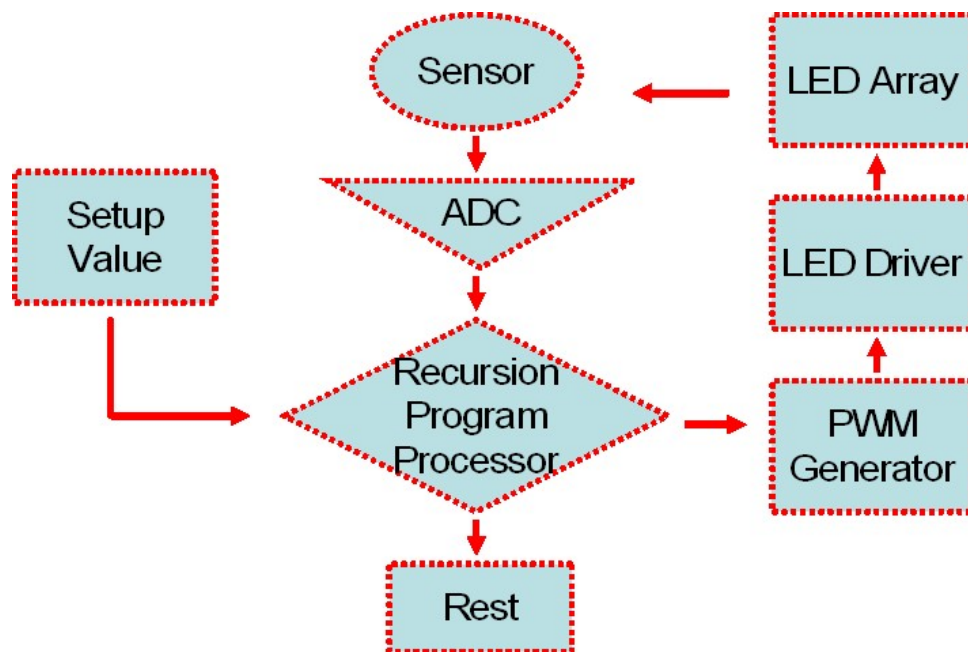 Sensor
LED Array
Setup
Value
ADC
LED Driver
Recursion
Program
Processor
PWM
Generator
Rest